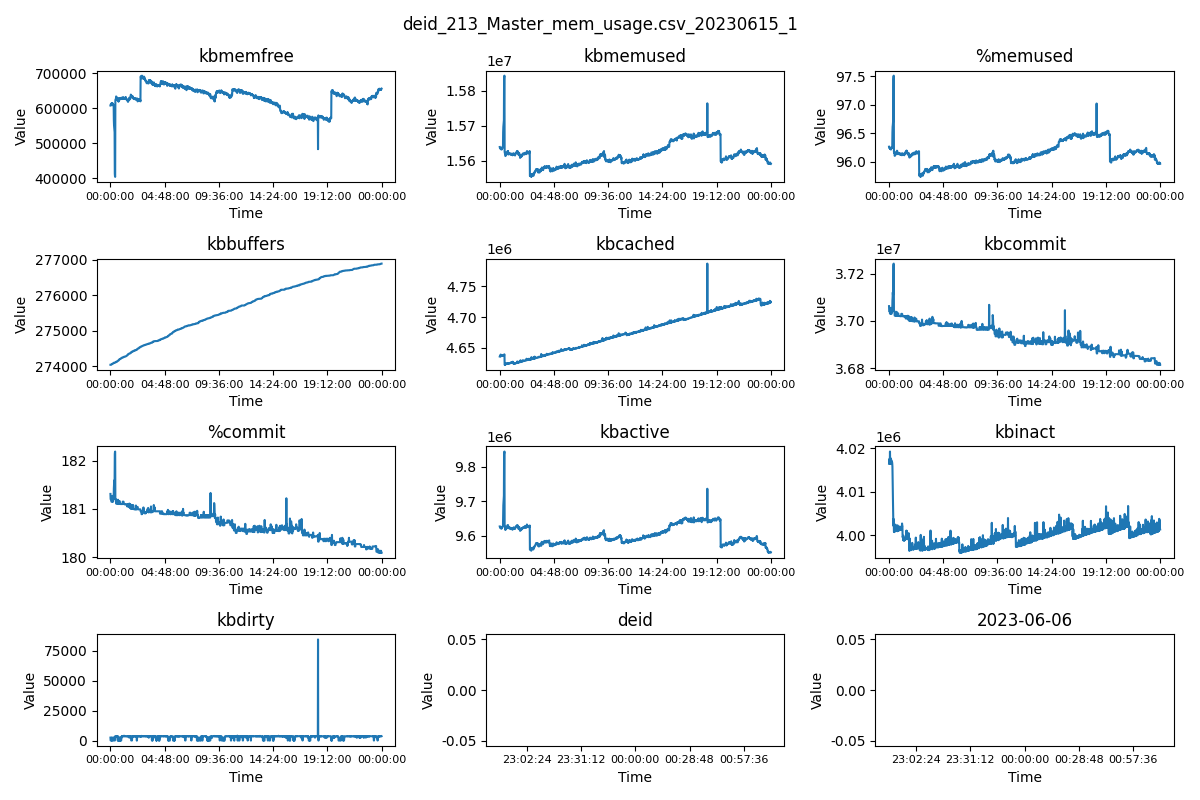 deid_213_Master_mem_usage.csv_20230615_1
kbmemfree
Value
700000
600000
500000
400000
00:00:00 04:48:00 09:36:00 14:24:00 19:12:00 00:00:00
Time
kbmemused
1e7
Value
15.8
1.58
1.57
1.56
00:00:00 04:48:00 09:36:00 14:24:00 19:12:00 00:00:00
Time
%memused
Value
97.5
97.0
96.5
96.0
00:00:00 04:48:00 09:36:00 14:24:00 19:12:00 00:00:00
Time
kbbuffers
Value
277000
276000
275000
274000
00:00:00 04:48:00 09:36:00 14:24:00 19:12:00 00:00:00
Time
kbcached
1e6
Value
4.75
4.70
4.65
00:00:00 04:48:00 09:36:00 14:24:00 19:12:00 00:00:00
Time
kbcommit
1e7
Value
3.72
3.70
3.68
00:00:00 04:48:00 09:36:00 14:24:00 19:12:00 00:00:00
Time
%commit
Value
182
181
180
00:00:00 04:48:00 09:36:00 14:24:00 19:12:00 00:00:00
Time
kbactive
1e6
Value
9.8
9.7
9.6
00:00:00 04:48:00 09:36:00 14:24:00 19:12:00 00:00:00
Time
kbinact
1e6
Value
4.02
4.01
4.00
00:00:00 04:48:00 09:36:00 14:24:00 19:12:00 00:00:00
Time
kbdirty
Value
75000
50000
25000
0
00:00:00 04:48:00 09:36:00 14:24:00 19:12:00 00:00:00
Time
deid
Value
0.05
0.00
-0.05
23:02:24 23:31:12 00:00:00 00:28:48 00:57:36
Time
2023-06-06
Value
0.05
0.00
-0.05
23:02:24 23:31:12 00:00:00 00:28:48 00:57:36
Time